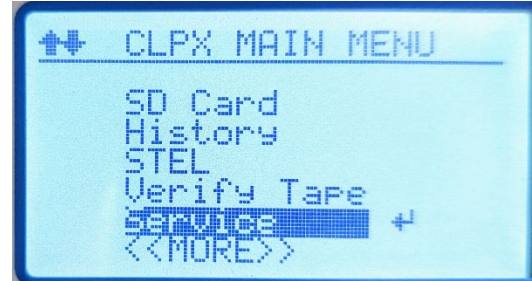 CLPX MAIN MENU
SD Card
History
STEL
Verify Tape
Service
<<MORE>>